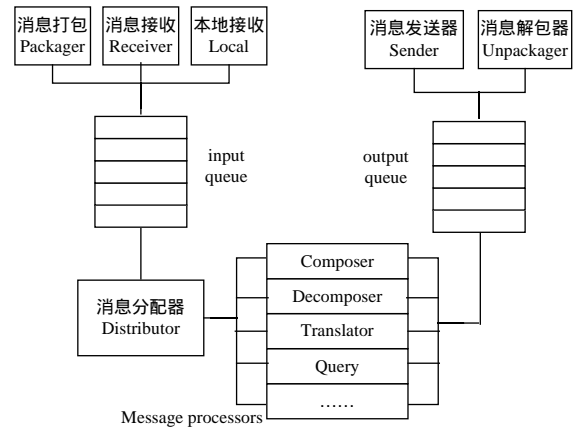 消息打包
Packager
消息接收
Receiver
本地接收
Local
消息发送器
Sender
消息解包器
Unpackager
input
queue
output
queue
消息分配器
Distributor
Composer
Decomposer
Translator
Query
……
Message processors